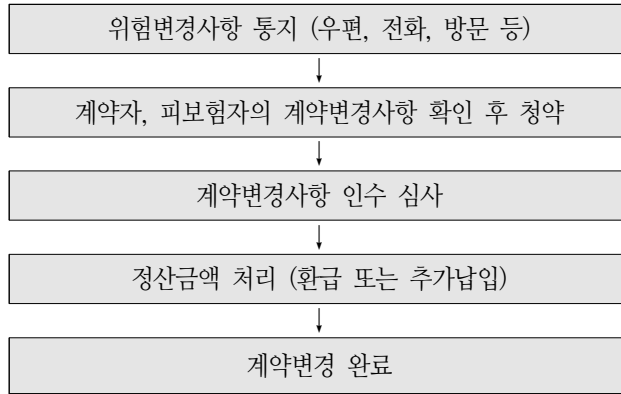 위험변경사항 통지 (우편, 전화, 방문 등)
계약자, 피보험자의 계약변경사항 확인 후 청약
계약변경사항 인수 심사
정산금액 처리 (환급 또는 추가납입)
계약변경 완료